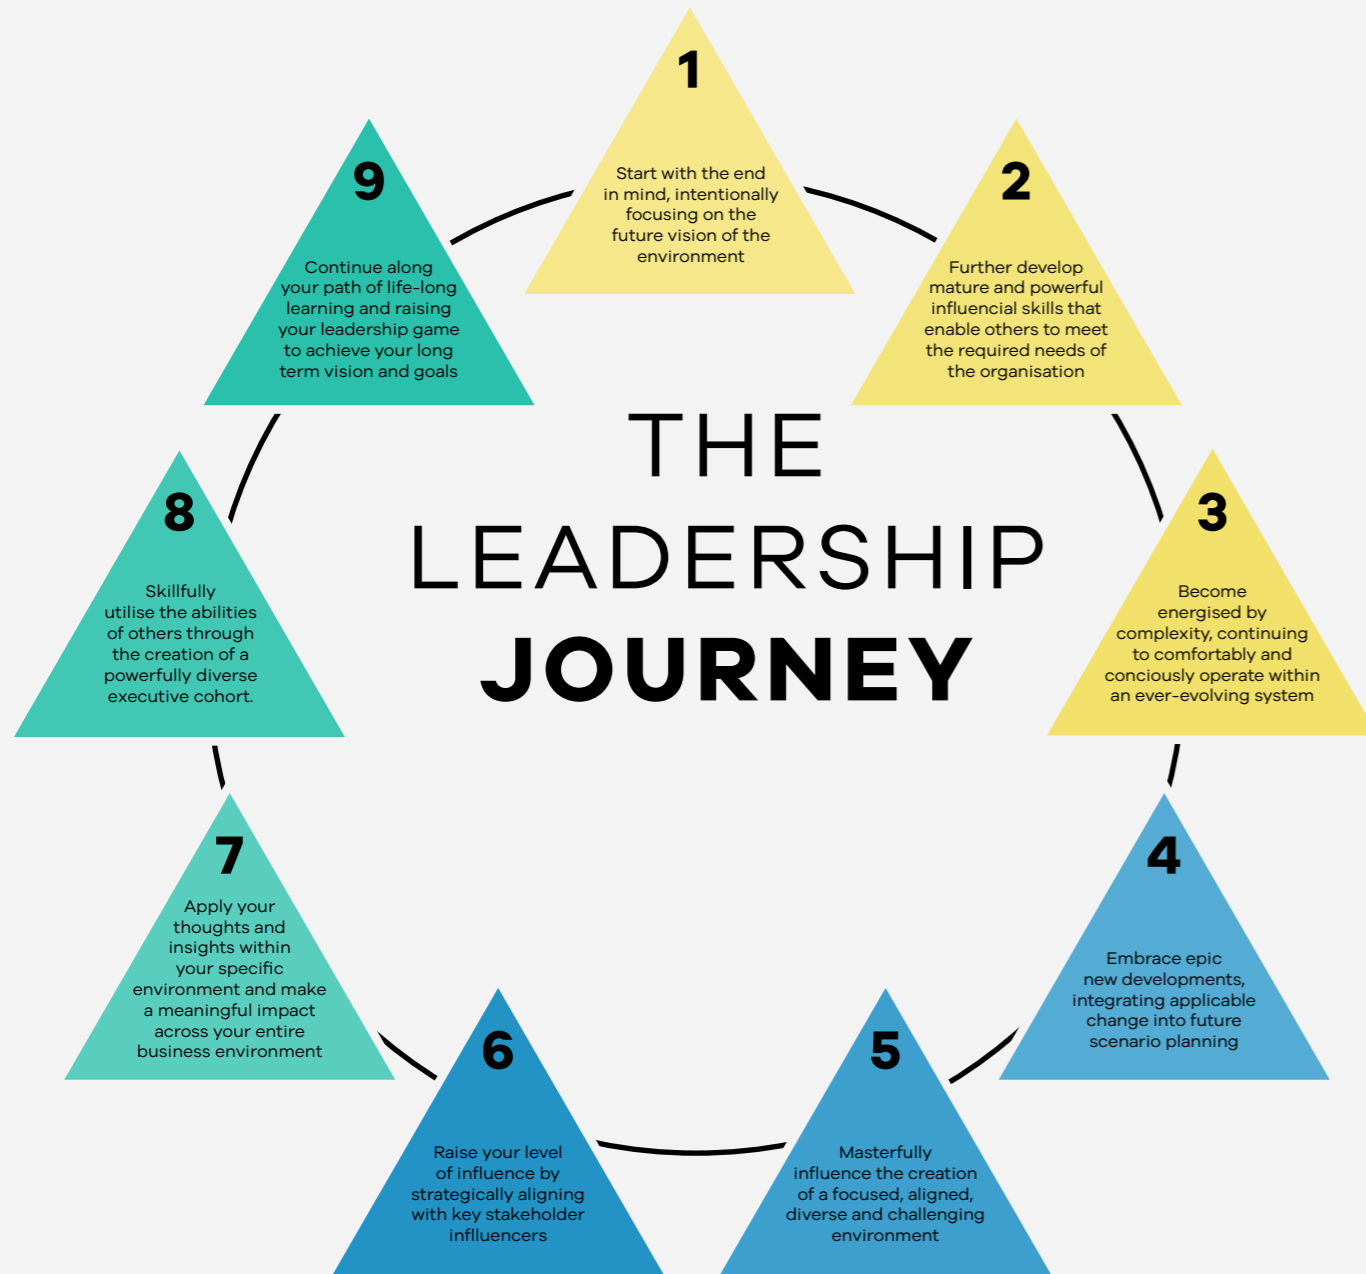 THE
LEADERSHIP
JOURNEY
1
Start with the end
in mind, intentionally
focusing on the
future vision of the
environment
2
Further develop
mature and powerful
influencial skills that
enable others to meet
the required needs of
the organisation
3
Become
energised by
complexity, continuing
to comfortably and
conciously operate within
an ever-evolving system
4
Embrace epic
new developments,
integrating applicable
change into future
scenario planning
5
Masterfully
influence the creation
of a focused, aligned,
diverse and challenging
environment
6
Raise your level
of influence by
strategically aligning
with key stakeholder
inflluencers
7
Apply your
thoughts and
insights within
your specific
environment and make
a meaningful impact
across your entire
business environment
8
Skillfully
utilise the abilities
of others through
the creation of a
powerfully diverse
executive cohort.
9
Continue along
your path of life-long
learning and raising
your leadership game
to achieve your long
term vision and goals